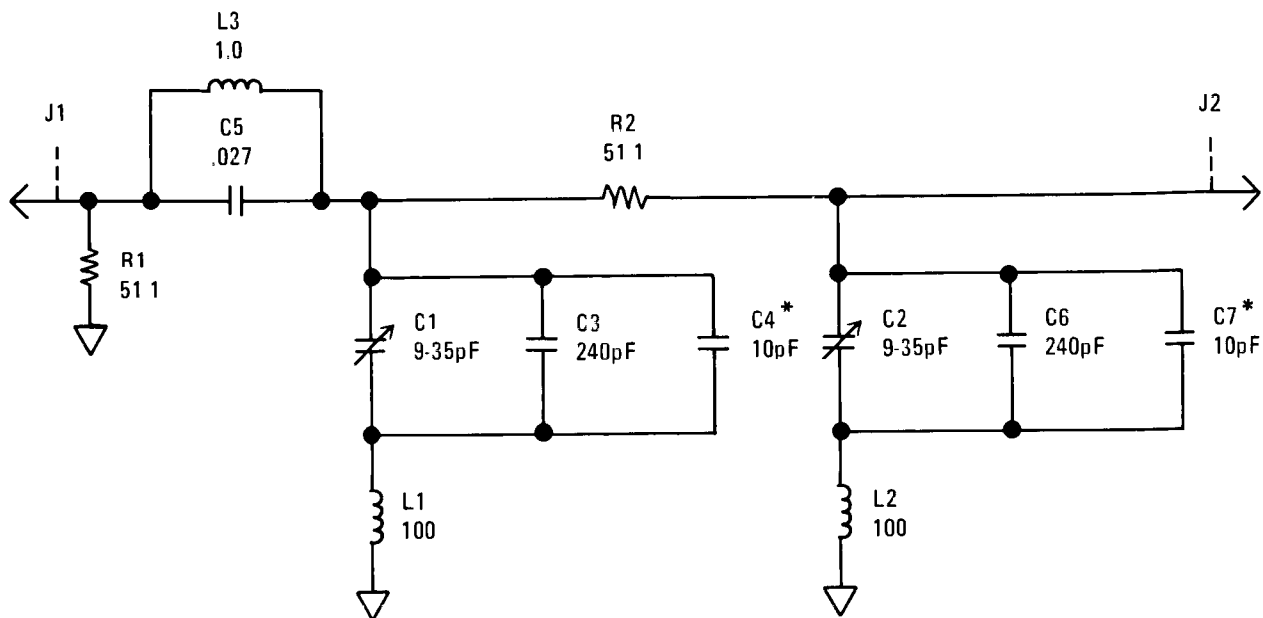 L3
1.0
J1
C5
.027
R2
51 1
J2
R1
51 1
C1
9-35pF
C3
240pF
C4*
10pF
C2
9-35pF
C6
240pF
C7*
10pF
L1
100
L2
100